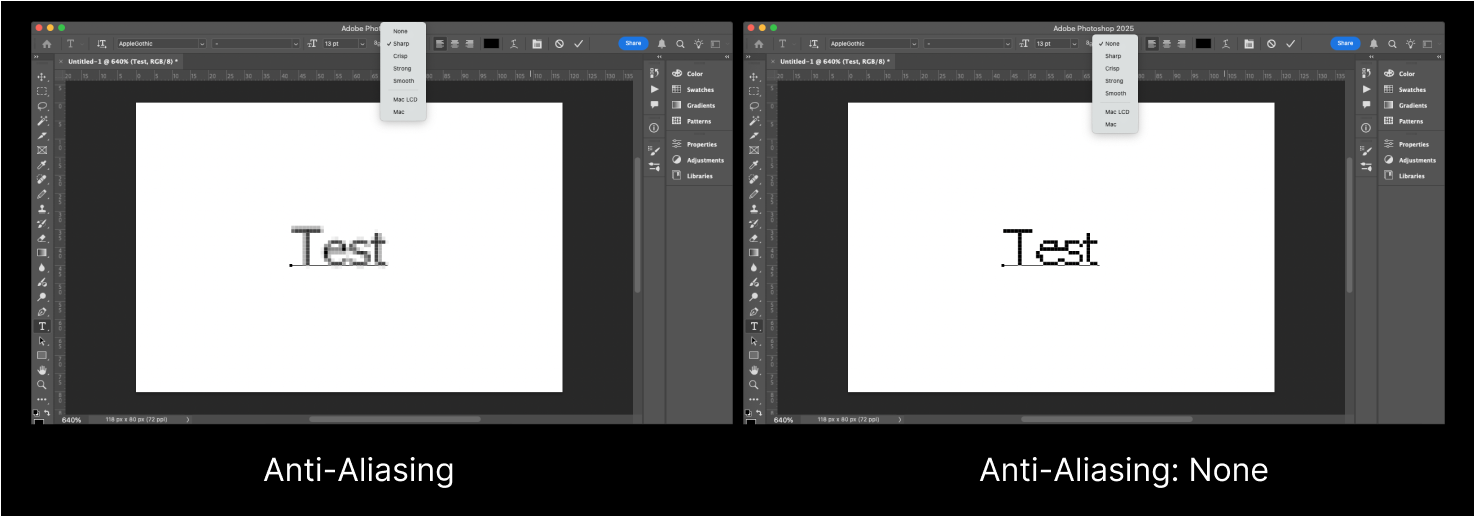 Adobe Photoshop 2025
AppleGothic
-
13 pt
Share
None
Sharp
Crisp
Strong
Smooth
Mac LCD
Mac
Untitled-1 @ 640% (Test, RGB/8) *
Color
Swatches
Gradients
Patterns
Properties
Adjustments
Libraries
Test
640%
118 px x 80 px (72 ppi)
Anti-Aliasing
Adobe Photoshop 2025
AppleGothic
-
13 pt
Share
None
Sharp
Crisp
Strong
Smooth
Mac LCD
Mac
Untitled-1 @ 640% (Test, RGB/8) *
Color
Swatches
Gradients
Patterns
Properties
Adjustments
Libraries
Test
640%
118 px x 80 px (72 ppi)
Anti-Aliasing: None